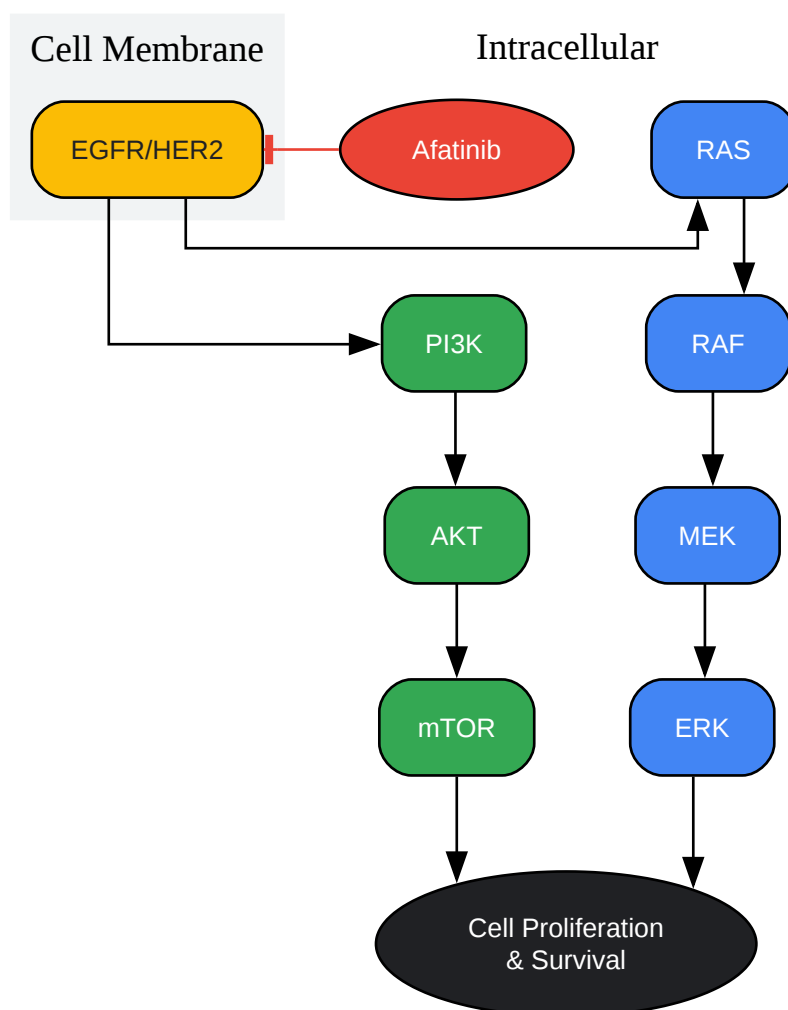 Cell Membrane
Intracellular
EGFR/HER2
Afatinib
RAS
PI3K
RAF
AKT
MEK
mTOR
ERK
Cell Proliferation
& Survival